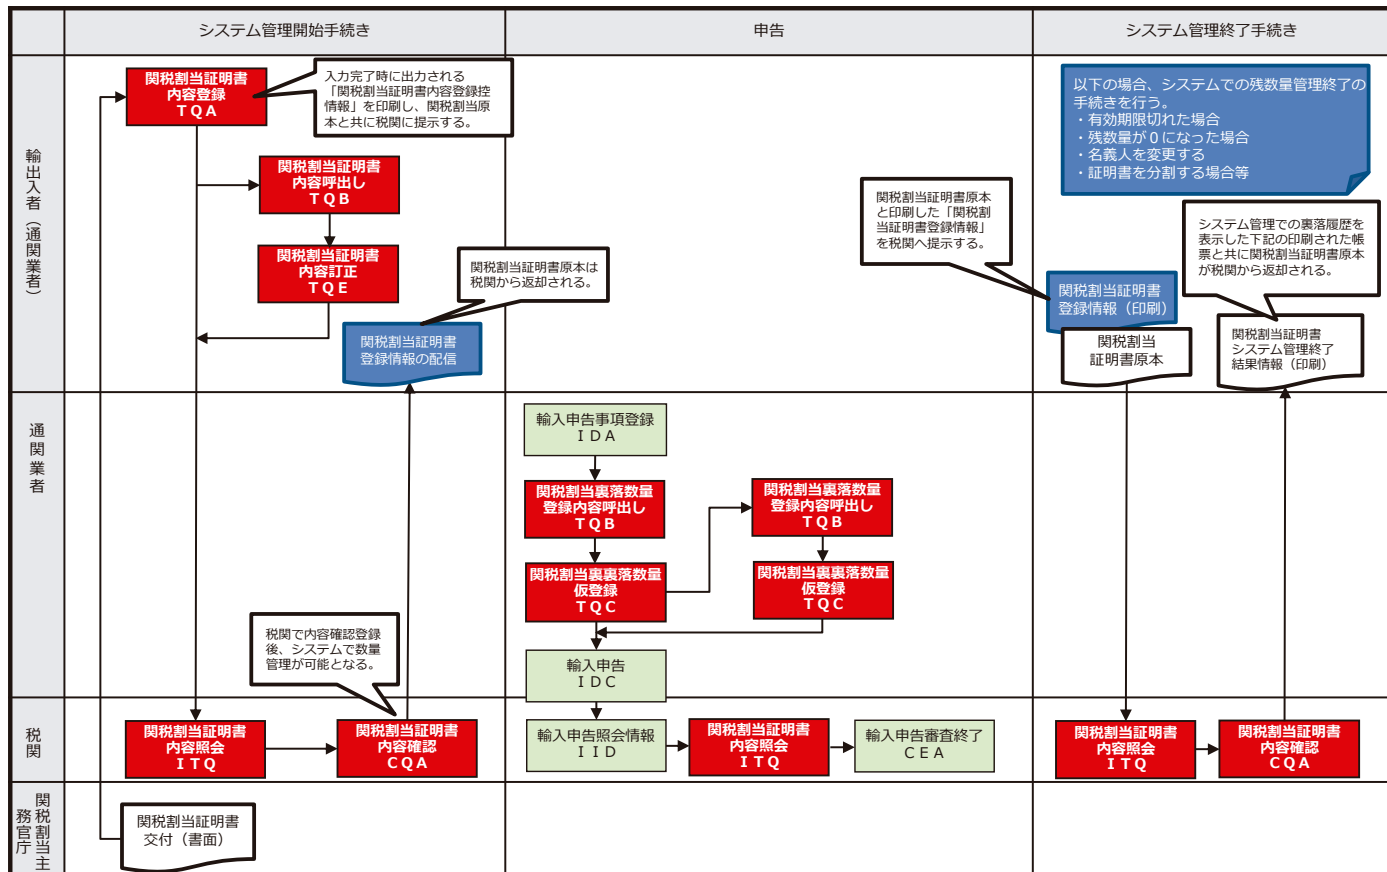 システム管理開始手続き
申告
システム管理終了手続き
輸出入者（通関業者）
関税割当証明書
内容登録
ＴＱＡ
入力完了時に出力される
「関税割当証明書内容登録控
情報」を印刷し、関税割当原
本と共に税関に提示する。
関税割当証明書
内容呼出し
ＴＱＢ
関税割当証明書
内容訂正
ＴＱＥ
関税割当証明書原本は
税関から返却される。
関税割当証明書
登録情報の配信
以下の場合、システムでの残数量管理終了の
手続きを行う。
・有効期限切れた場合
・残数量が０になった場合
・名義人を変更する
・証明書を分割する場合等
関税割当証明書原本
と印刷した「関税割
当証明書登録情報」
を税関へ提示する。
システム管理での裏落履歴を
表示した下記の印刷された帳
票と共に関税割当証明書原本
が税関から返却される。
関税割当証明書
登録情報（印刷）
関税割当
証明書原本
関税割当証明書
システム管理終了
結果情報（印刷）
通関業者
輸入申告事項登録
ＩＤＡ
関税割当裏落数量
登録内容呼出し
ＴＱＢ
関税割当裏落数量
登録内容呼出し
ＴＱＢ
関税割当裏裏落数量
仮登録
ＴＱＣ
関税割当裏裏落数量
仮登録
ＴＱＣ
税関で内容確認登録
後、システムで数量
管理が可能となる。
輸入申告
ＩＤＣ
税関
関税割当証明書
内容照会
ＩＴＱ
関税割当証明書
内容確認
ＣＱＡ
輸入申告照会情報
ＩＩＤ
関税割当証明書
内容照会
ＩＴＱ
輸入申告審査終了
ＣＥＡ
関税割当証明書
内容照会
ＩＴＱ
関税割当証明書
内容確認
ＣＱＡ
関税割当主
務官庁
関税割当証明書
交付（書面）